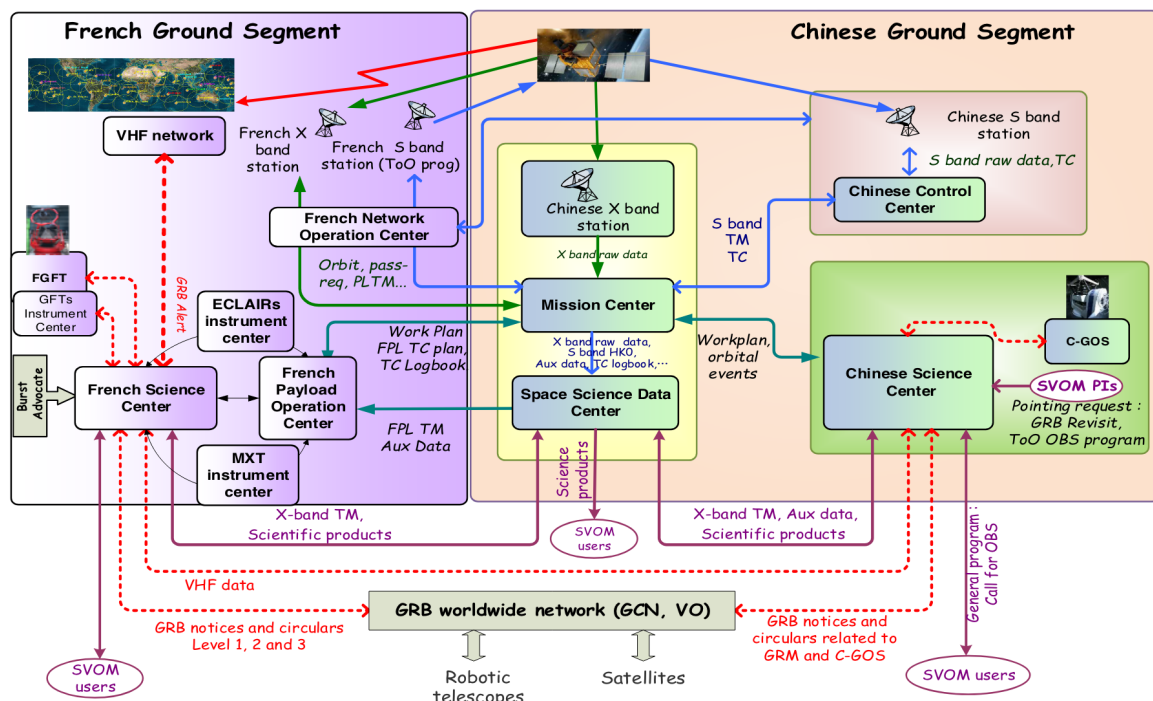 French Ground Segment
Chinese Ground Segment
VHF network
French X
band
station
French S band
station (ToO prog)
Chinese S band
station
S band raw data,TC
Chinese Control
Center
Chinese X band
station
X band raw data
French Network
Operation Center
S band
TM
TC
Orbit, pass-
req, PLTM...
FGFT
GFTs
Instrument
Center
GRB Alert
ECLAIRs
instrument
center
Mission Center
Work Plan
FPL TC plan,
TC Logbook
X band raw data,
S band HK0,
Aux data, TC logbook,...
Workplan,
orbital
events
C-GOS
Chinese Science
Center
SVOM PIs
Pointing request :
GRB Revisit,
ToO OBS program
Burst
Advocate
French Science
Center
French
Payload
Operation
Center
Space Science Data
Center
FPL TM
Aux Data
MXT
instrument
center
Science
products
X-band TM,
Scientific products
SVOM
users
X-band TM, Aux data,
Scientific products
General program :
Call for OBS
VHF data
GRB worldwide network (GCN, VO)
GRB notices and circulars
Level 1, 2 and 3
GRB notices and
circulars related to
GRM and C-GOS
SVOM
users
Robotic
telescopes
Satellites
SVOM users